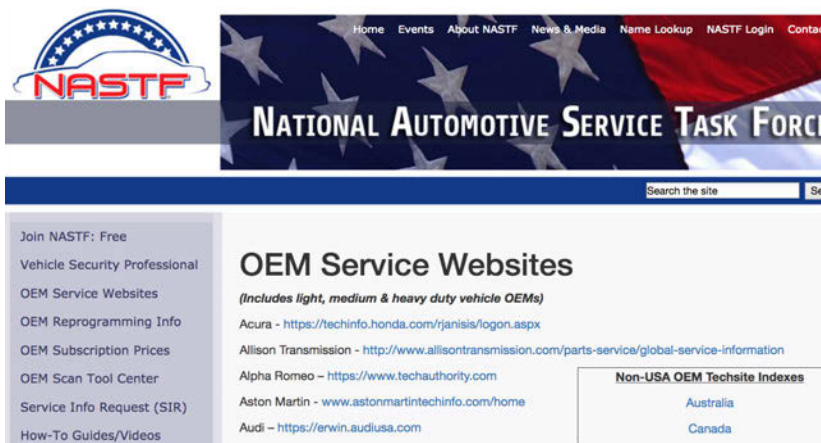 Home Events About NASTF News & Media Name Lookup NASTF Login
NASTF
NATIONAL AUTOMOTIVE SERVICE TASK
Search the site
Join NASTF: Free
Vehicle Security Professional
OEM Service Websites
OEM Reprogramming Info
OEM Subscription Prices
OEM Scan Tool Center
Service Info Request (SIR)
How-To Guides/Videos
OEM Service Websites
(Includes light, medium & heavy duty vehicle OEMs)
Acura - https://techinfo.honda.com/rjanisis/logon.aspx
Allison Transmission - http://www.allisontransmission.com/parts-service/global-service-information
Alpha Romeo – https://www.techauthority.com
Aston Martin - www.astonmartintechinfo.com/home
Audi – https://erwin.audiusa.com
Non-USA OEM Techsite Indexes
Australia
Canada